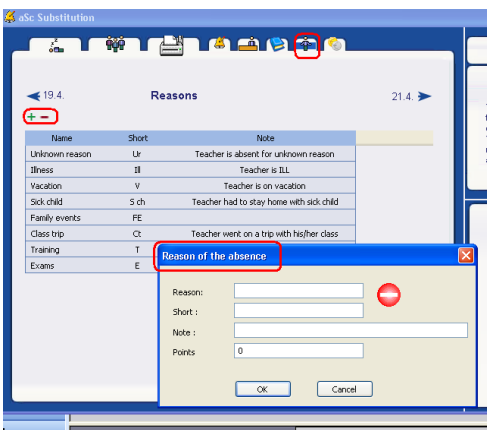 aSc Substitution
19.4.
Reasons
21.4.
Name Short Note
Unknown reason Ur Teacher is absent for unknown reason
Illness Ill Teacher is ILL
Vacation V Teacher is on vacation
Sick child S ch Teacher had to stay home with sick child
Family events FE
Class trip Ct Teacher went on a trip with his/her class
Training T
Exams E
Reason of the absence
Reason:
Short :
Note :
Points 0
OK Cancel